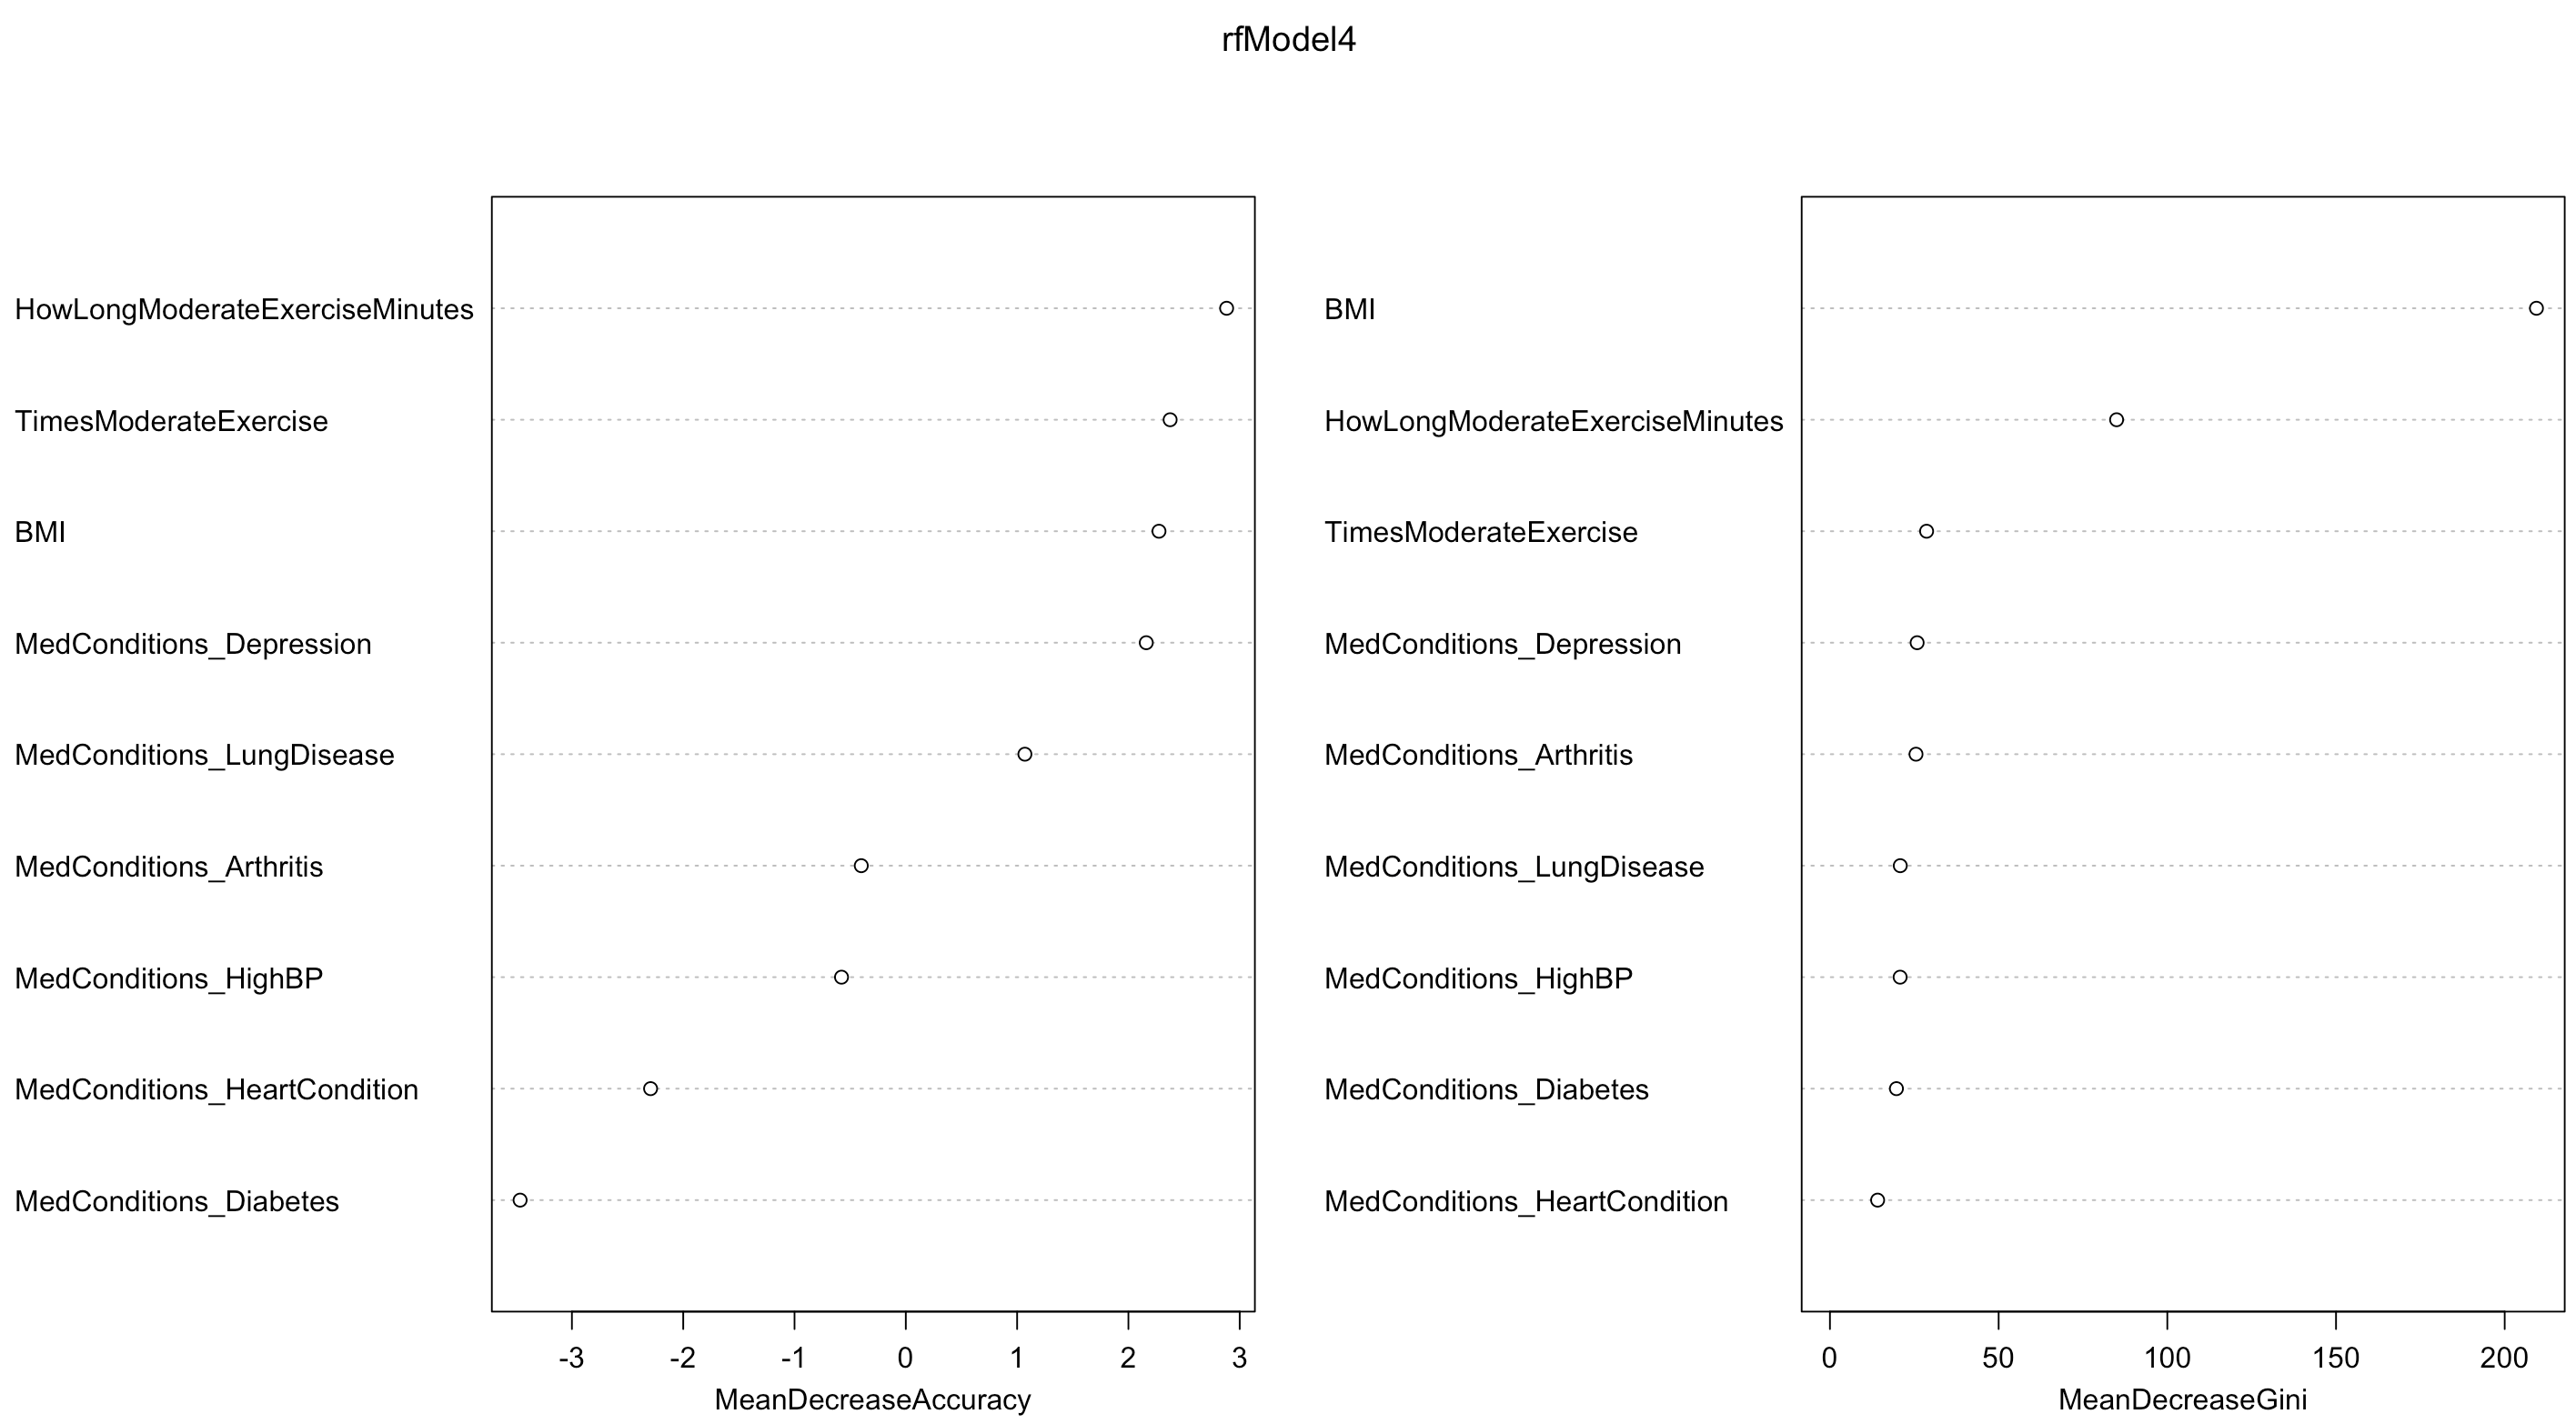 rfModel4
HowLongModerateExerciseMinutes
TimesModerateExercise
BMI
MedConditions_Depression
MedConditions_LungDisease
MedConditions_Arthritis
MedConditions_HighBP
MedConditions_HeartCondition
MedConditions_Diabetes
-3 -2 -1 0 1 2 3
MeanDecreaseAccuracy
BMI
HowLongModerateExerciseMinutes
TimesModerateExercise
MedConditions_Depression
MedConditions_Arthritis
MedConditions_LungDisease
MedConditions_HighBP
MedConditions_Diabetes
MedConditions_HeartCondition
0 50 100 150 200
MeanDecreaseGini